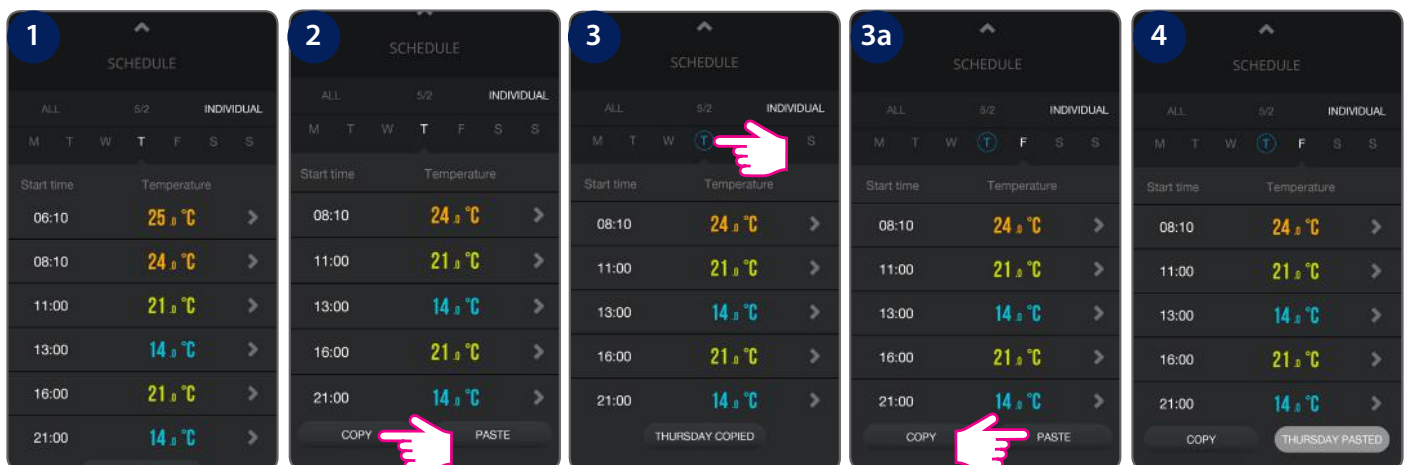 1
SCHEDULE
ALL 5/2 INDIVIDUAL
M T W T F S S
Start time Temperature
06:10 25.0 °C
08:10 24.0 °C
11:00 21.0 °C
13:00 14.0 °C
16:00 21.0 °C
21:00 14.0 °C
2
SCHEDULE
ALL 5/2 INDIVIDUAL
M T W T F S S
Start time Temperature
08:10 24.0 °C
11:00 21.0 °C
13:00 14.0 °C
16:00 21.0 °C
21:00 14.0 °C
COPY PASTE
3
SCHEDULE
ALL 5/2 INDIVIDUAL
M T W T S
Start time Temperature
08:10 24.0 °C
11:00 21.0 °C
13:00 14.0 °C
16:00 21.0 °C
21:00 14.0 °C
THURSDAY COPIED
3a
SCHEDULE
ALL 5/2 INDIVIDUAL
M T W T F S S
Start time Temperature
08:10 24.0 °C
11:00 21.0 °C
13:00 14.0 °C
16:00 21.0 °C
21:00 14.0 °C
COPY PASTE
4
SCHEDULE
ALL 5/2 INDIVIDUAL
M T W T F S S
Start time Temperature
08:10 24.0 °C
11:00 21.0 °C
13:00 14.0 °C
16:00 21.0 °C
21:00 14.0 °C
COPY THURSDAY PASTED